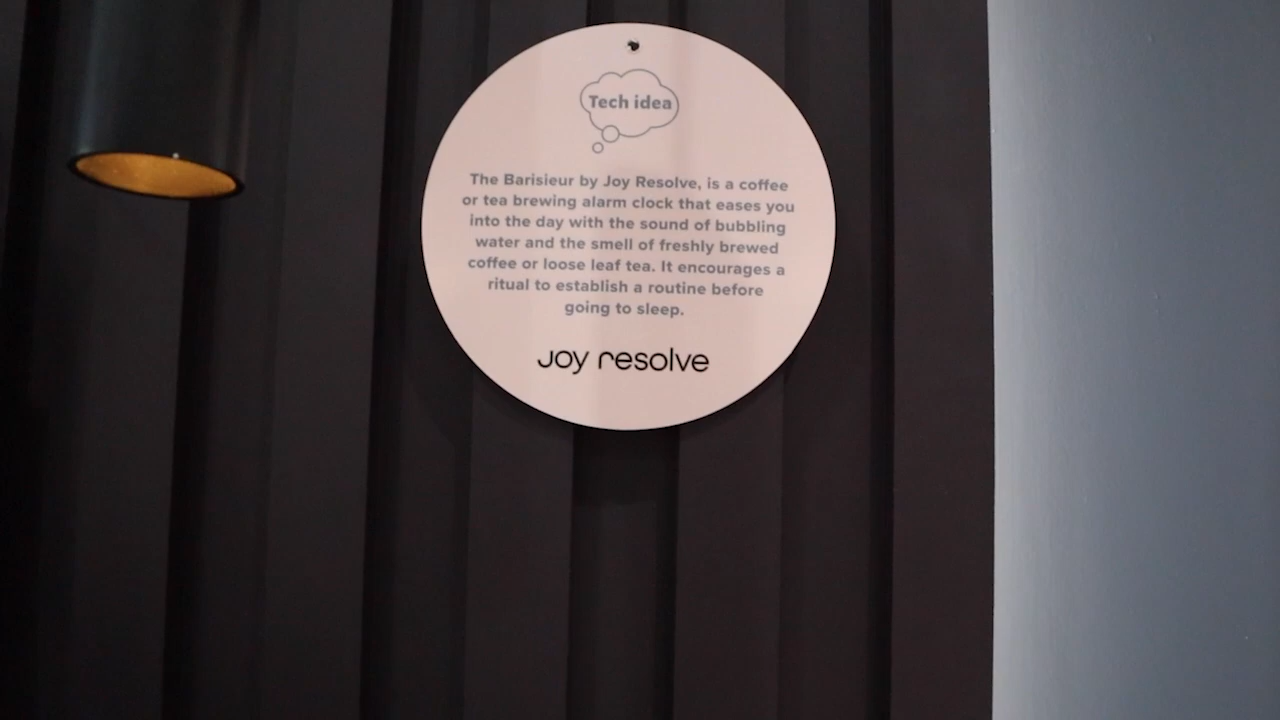 Tech idea
The Barisieur by Joy Resolve, is a coffee
or tea brewing alarm clock that eases you
into the day with the sound of bubbling
water and the smell of freshly brewed
coffee or loose leaf tea. It encourages a
ritual to establish a routine before
going to sleep.
joy resolve